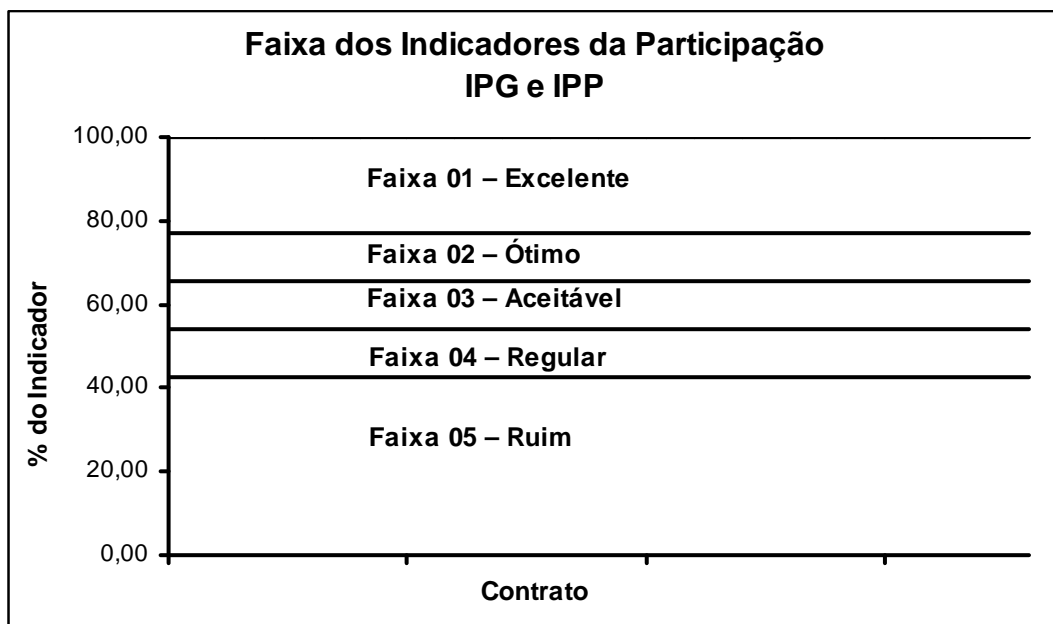 Faixa dos Indicadores da Participação
IPG e IPP
% do Indicador
100,00
80,00
60,00
40,00
20,00
0,00
Faixa 01 – Excelente
Faixa 02 – Ótimo
Faixa 03 – Aceitável
Faixa 04 – Regular
Faixa 05 – Ruim
Contrato